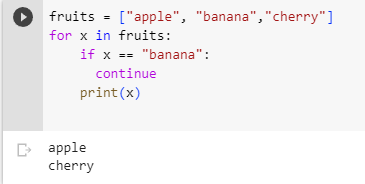 fruits = ["apple", "banana","cherry"]
for x in fruits:
    if x == "banana":
      continue
    print(x)
apple
cherry